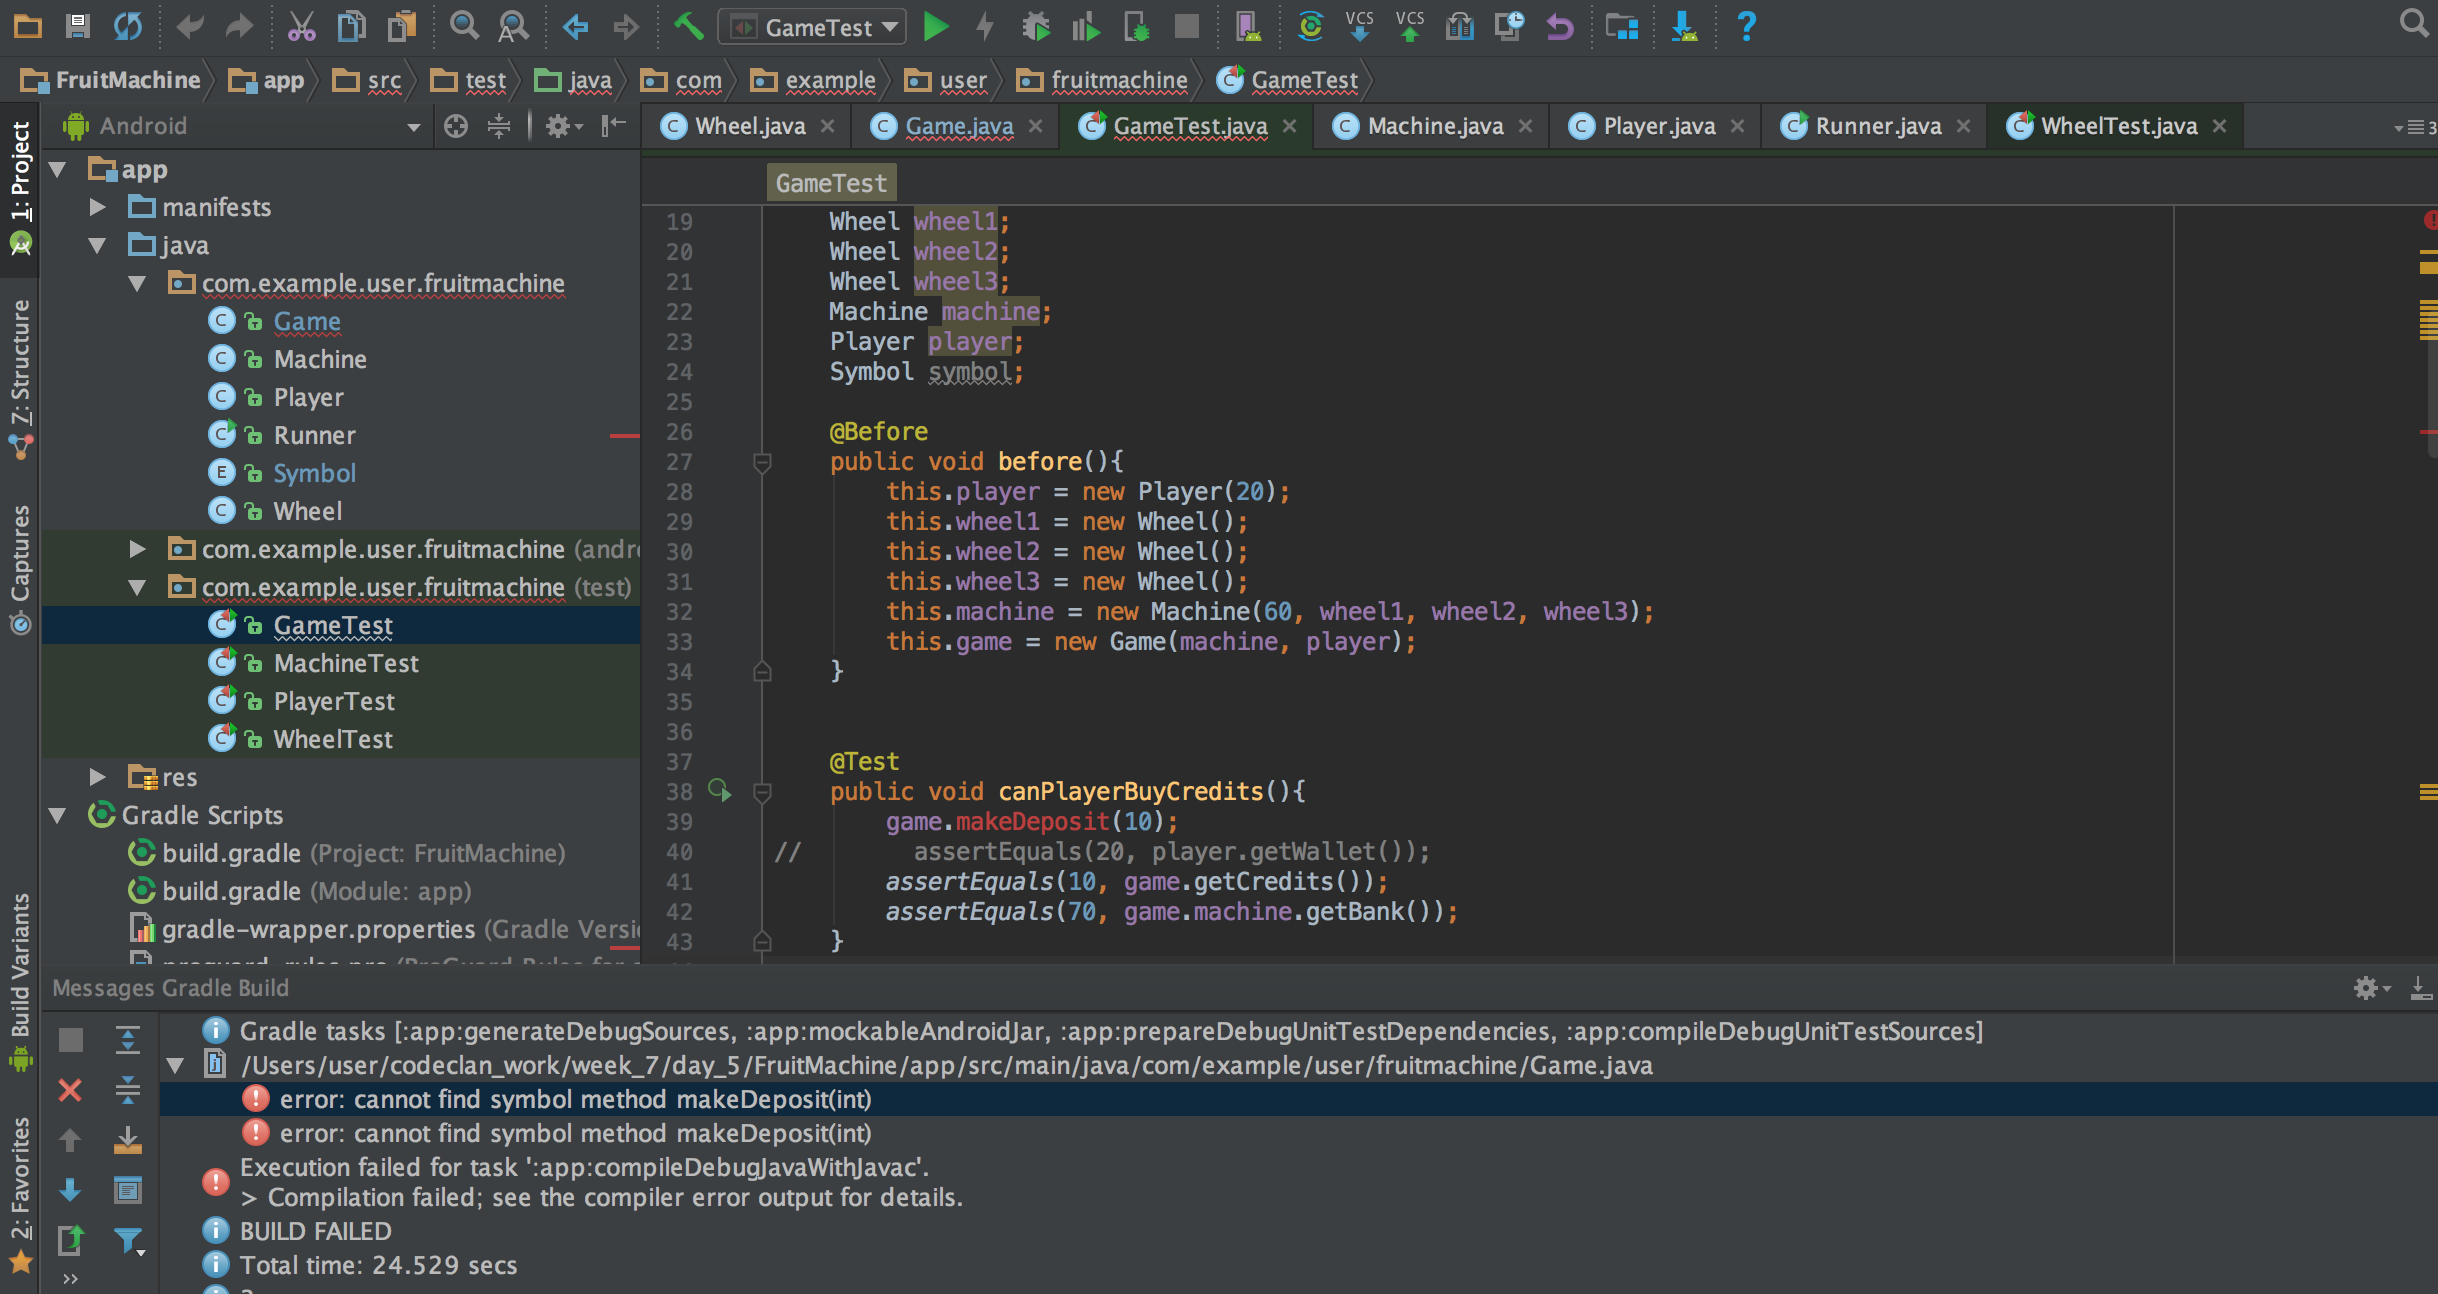 GameTest
VCS
VCS
?
FruitMachine
app
src
test
java
com
example
user
fruitmachine
GameTest
Android
Wheel.java
Game.java
GameTest.java
Machine.java
Player.java
Runner.java
WheelTest.java
3
1: Project
7: Structure
Captures
Build Variants
2: Favorites
app
manifests
java
com.example.user.fruitmachine
Game
Machine
Player
Runner
Symbol
Wheel
com.example.user.fruitmachine (andr
com.example.user.fruitmachine (test)
GameTest
MachineTest
PlayerTest
WheelTest
res
Gradle Scripts
build.gradle (Project: FruitMachine)
build.gradle (Module: app)
gradle-wrapper.properties (Gradle Versi
GameTest
19 Wheel wheel1;
20 Wheel wheel2;
21 Wheel wheel3;
22 Machine machine;
23 Player player;
24 Symbol symbol;
25
26 @Before
27 public void before(){
28 this.player = new Player(20);
29 this.wheel1 = new Wheel();
30 this.wheel2 = new Wheel();
31 this.wheel3 = new Wheel();
32 this.machine = new Machine(60, wheel1, wheel2, wheel3);
33 this.game = new Game(machine, player);
34 }
35
36
37 @Test
38 public void canPlayerBuyCredits(){
39 game.makeDeposit(10);
40 // assertEquals(20, player.getWallet());
41 assertEquals(10, game.getCredits());
42 assertEquals(70, game.machine.getBank());
43 }
Messages Gradle Build
Gradle tasks [:app:generateDebugSources, :app:mockableAndroidJar, :app:prepareDebugUnitTestDependencies, :app:compileDebugUnitTestSources]
/Users/user/codeclan_work/week_7/day_5/FruitMachine/app/src/main/java/com/example/user/fruitmachine/Game.java
error: cannot find symbol method makeDeposit(int)
error: cannot find symbol method makeDeposit(int)
Execution failed for task ':app:compileDebugJavaWithJavac'.
> Compilation failed; see the compiler error output for details.
BUILD FAILED
Total time: 24.529 secs